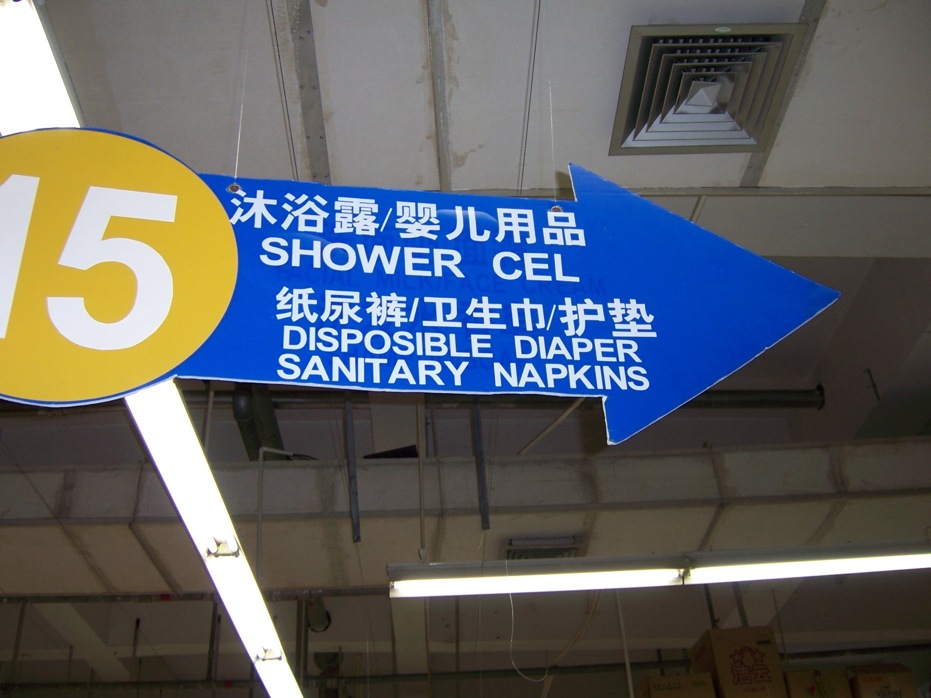 15
沐浴露/婴儿用品
SHOWER CEL
纸尿裤/卫生巾/护垫
DISPOSIBLE DIAPER
SANITARY NAPKINS